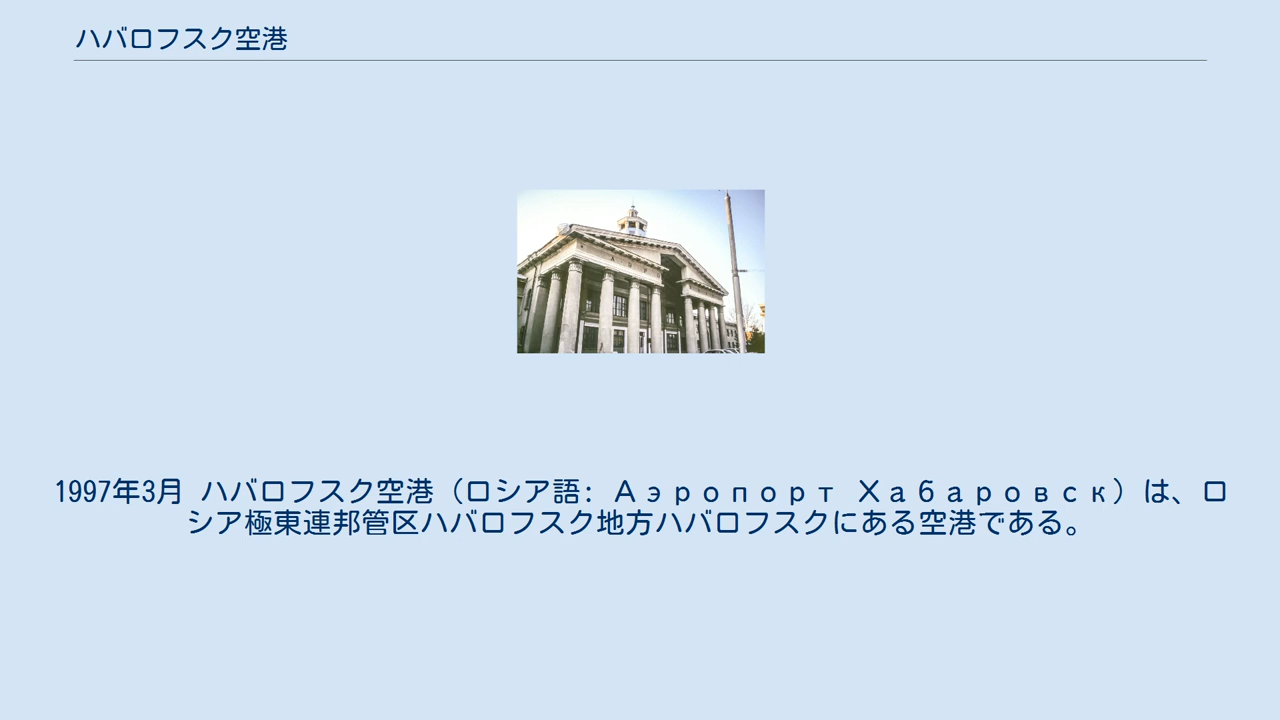 ハバロフスク空港
1997年3月 ハバロフスク空港（ロシア語: Аэропорт Хабаровск）は、ロ
シア極東連邦管区ハバロフスク地方ハバロフスクにある空港である。